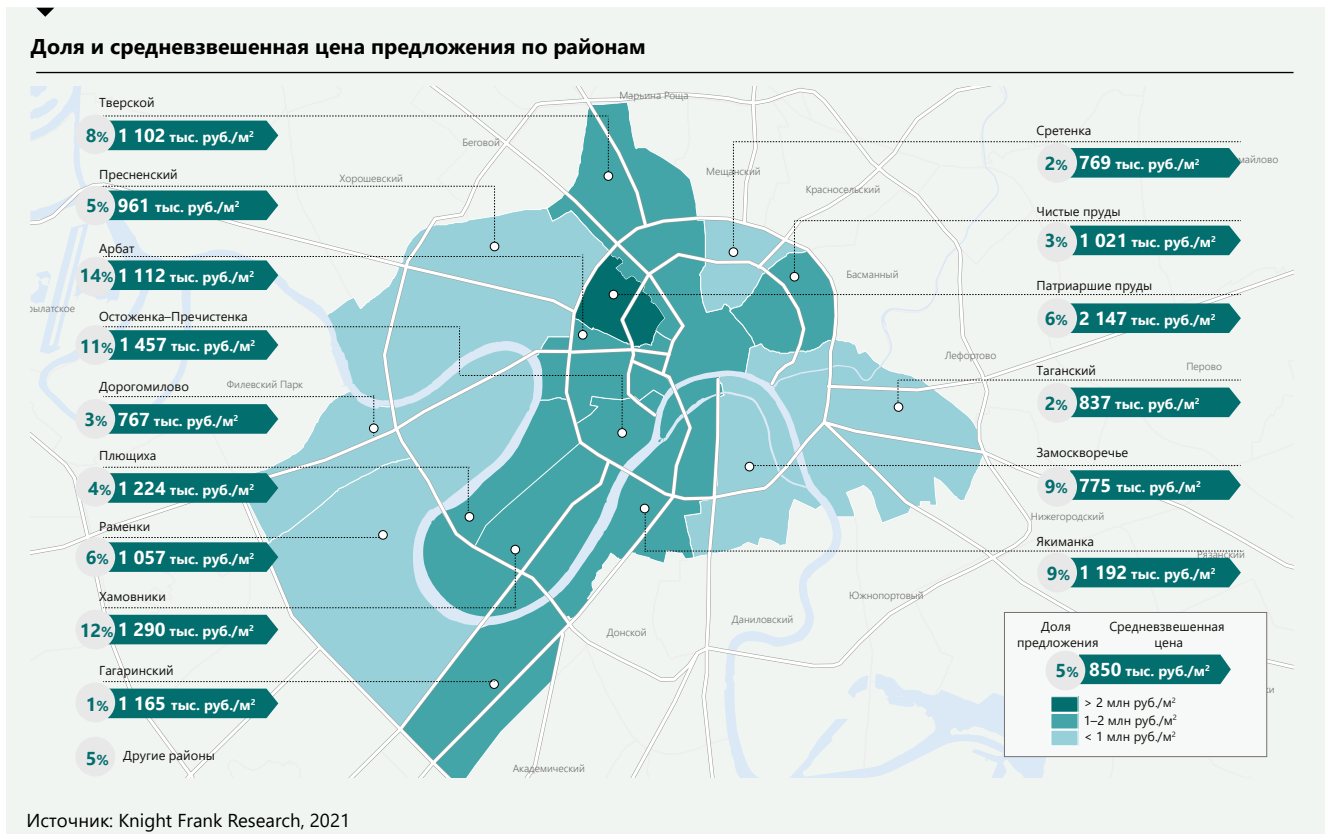 Доля и средневзвешенная цена предложения по районам
Тверской
8% 1 102 тыс. руб./м²
Пресненский
5% 961 тыс. руб./м²
Арбат
14% 1 112 тыс. руб./м²
Остоженка–Пречистенка
11% 1 457 тыс. руб./м²
Дорогомилово
3% 767 тыс. руб./м²
Плющиха
4% 1 224 тыс. руб./м²
Раменки
6% 1 057 тыс. руб./м²
Хамовники
12% 1 290 тыс. руб./м²
Гагаринский
1% 1 165 тыс. руб./м²
5% Другие районы
Марьина Роща
Беговой
Хорошевский
Мещанский
Красносельский
Басманный
Лефортово
Перово
Филевский Парк
Нижегородский
Рязанский
Южнопортовый
Даниловский
Донской
Академический
Сретенка
2% 769 тыс. руб./м²
Чистые пруды
3% 1 021 тыс. руб./м²
Патриаршие пруды
6% 2 147 тыс. руб./м²
Таганский
2% 837 тыс. руб./м²
Замоскворечье
9% 775 тыс. руб./м²
Якиманка
9% 1 192 тыс. руб./м²
Доля предложения
Средневзвешенная цена
5% 850 тыс. руб./м²
> 2 млн руб./м²
1–2 млн руб./м²
< 1 млн руб./м²
Источник: Knight Frank Research, 2021